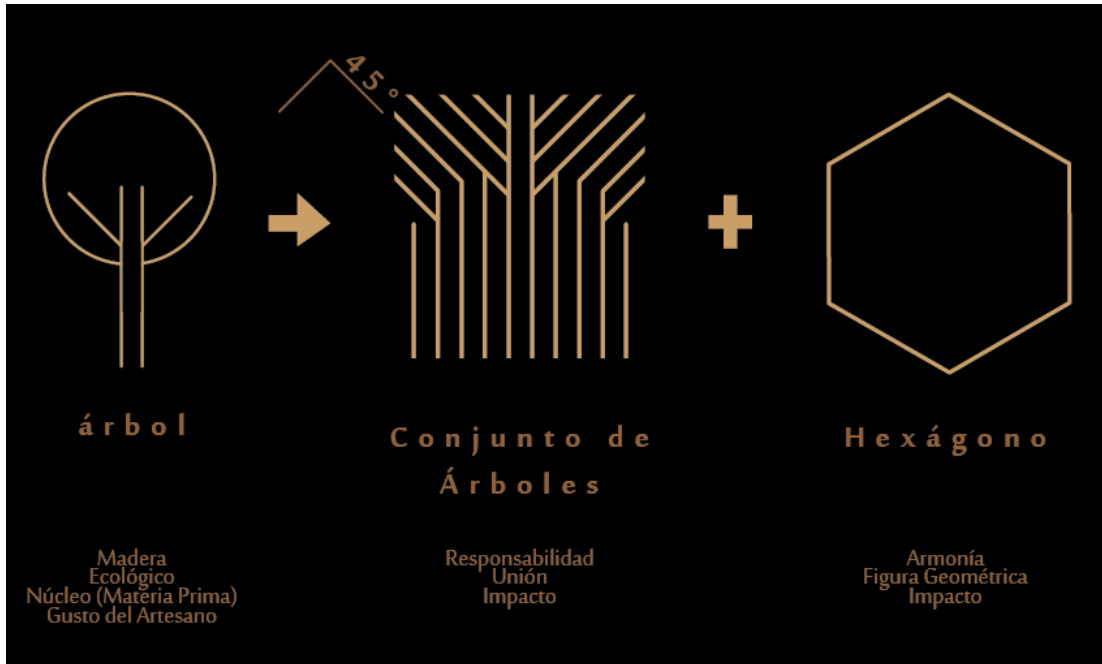 45°
árbol
Conjunto de
Árboles
Hexágono
Madera
Ecológico
Núcleo (Materia Prima)
Gusto del Artesano
Responsabilidad
Unión
Impacto
Armonía
Figura Geométrica
Impacto